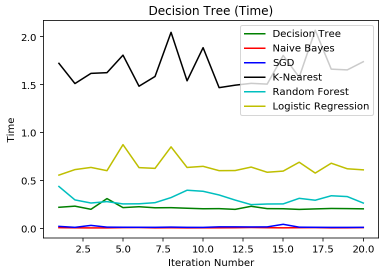 Decision Tree (Time)
Decision Tree
Naive Bayes
SGD
K-Nearest
Random Forest
Logistic Regression
2.0
1.5
1.0
0.5
0.0
Time
2.5 5.0 7.5 10.0 12.5 15.0 17.5 20.0
Iteration Number